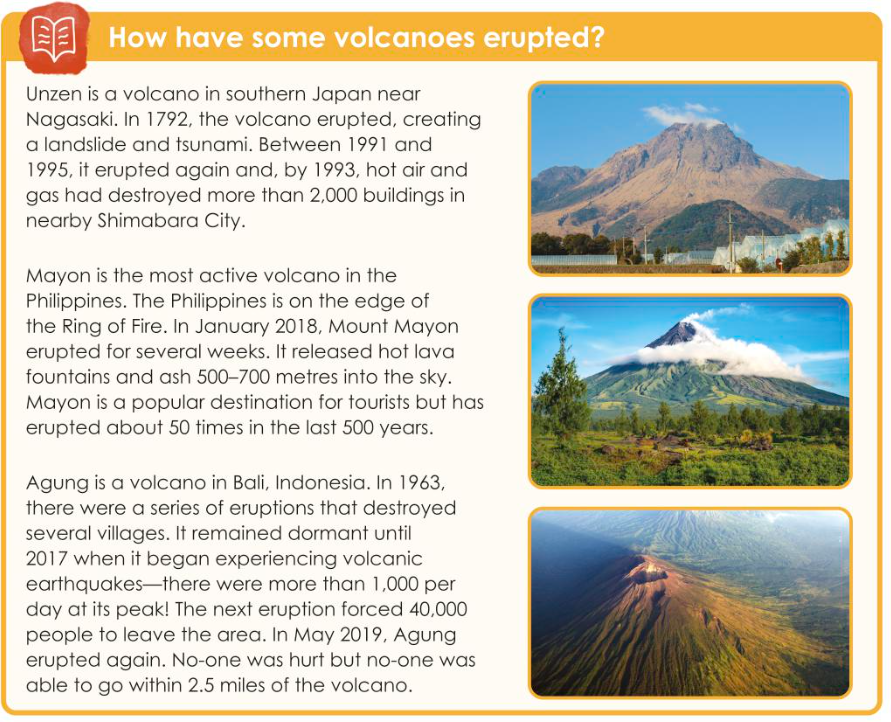 How have some volcanoes erupted?
Unzen is a volcano in southern Japan near
Nagasaki. In 1792, the volcano erupted, creating
a landslide and tsunami. Between 1991 and
1995, it erupted again and, by 1993, hot air and
gas had destroyed more than 2,000 buildings in
nearby Shimabara City.
Mayon is the most active volcano in the
Philippines. The Philippines is on the edge of
the Ring of Fire. In January 2018, Mount Mayon
erupted for several weeks. It released hot lava
fountains and ash 500–700 metres into the sky.
Mayon is a popular destination for tourists but has
erupted about 50 times in the last 500 years.
Agung is a volcano in Bali, Indonesia. In 1963,
there were a series of eruptions that destroyed
several villages. It remained dormant until
2017 when it began experiencing volcanic
earthquakes—there were more than 1,000 per
day at its peak! The next eruption forced 40,000
people to leave the area. In May 2019, Agung
erupted again. No-one was hurt but no-one was
able to go within 2.5 miles of the volcano.